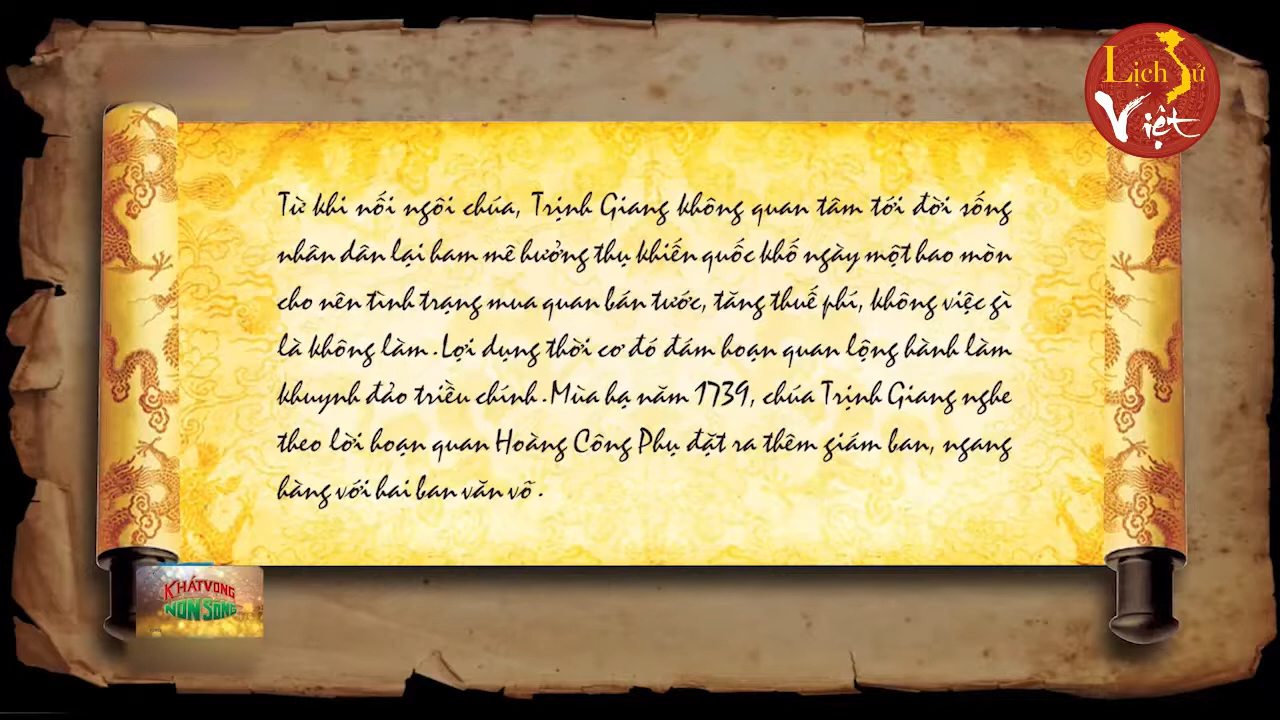 Lịch Sử
Việt
Từ khi nối ngôi chúa, Trịnh Giang không quan tâm tới đời sống
nhân dân lại ham mê hưởng thụ khiến quốc khố ngày một hao mòn
cho nên tình trạng mua quan bán tước, tăng thuế phí, không việc gì
là không làm . Lợi dụng thời cơ đó đám hoạn quan lộng hành làm
khuynh đảo triều chính . Mùa hạ năm 1739, chúa Trịnh Giang nghe
theo lời hoạn quan Hoàng Công Phụ đặt ra thêm giám ban, ngang
hàng với hai ban văn võ .
KHÁT VỌNG
NON SÔNG